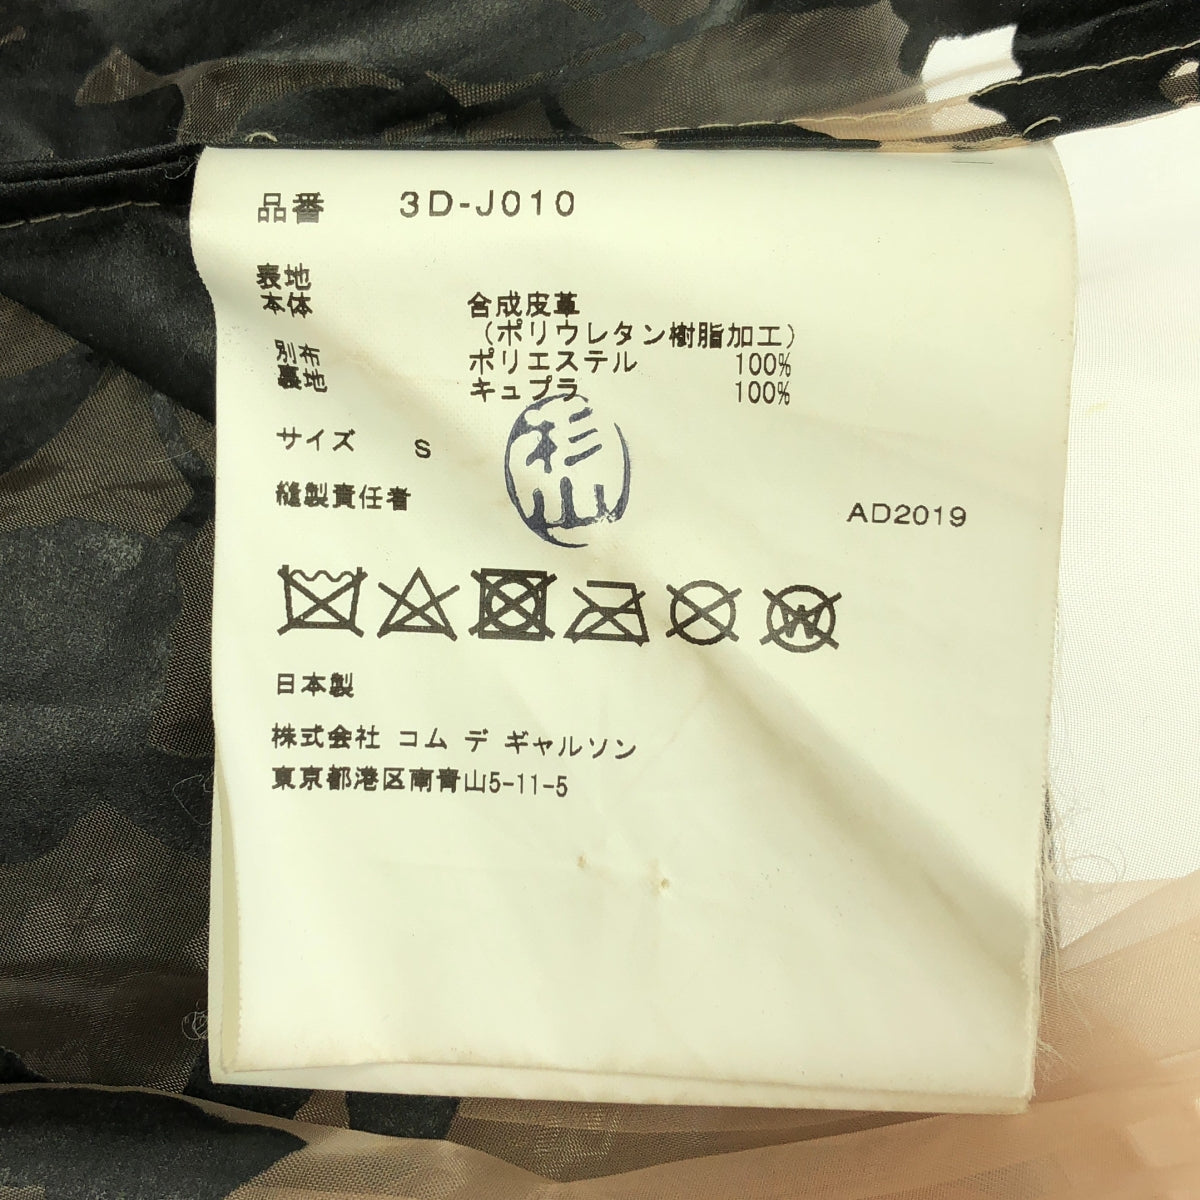 品番 3D-J010
表地
本体 合成皮革
(ポリウレタン樹脂加工)
別布 ポリエステル 100%
裏地 キュプラ 100%
サイズ S
杉山
縫製責任者
AD2019
W
日本製
株式会社 コム デ ギャルソン
東京都港区南青山5-11-5